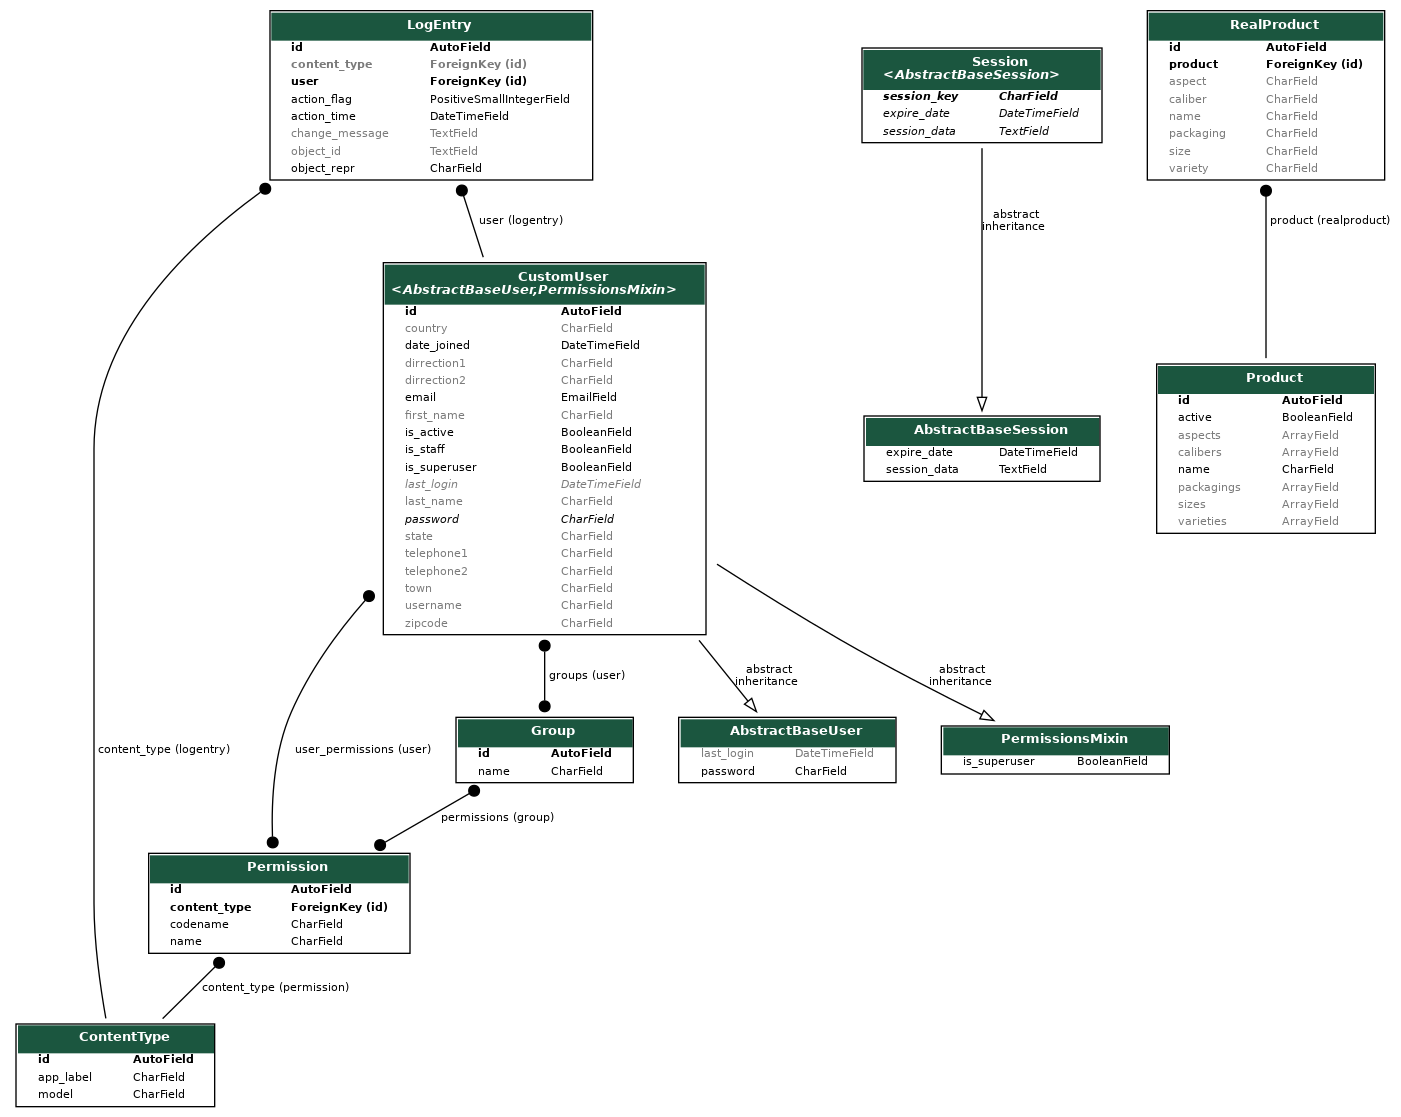 LogEntry
id AutoField
content_type ForeignKey (id)
user ForeignKey (id)
action_flag PositiveSmallIntegerField
action_time DateTimeField
change_message TextField
object_id TextField
object_repr CharField
Session
<AbstractBaseSession>
session_key CharField
expire_date DateTimeField
session_data TextField
RealProduct
id AutoField
product ForeignKey (id)
aspect CharField
caliber CharField
name CharField
packaging CharField
size CharField
variety CharField
user (logentry)
abstract
inheritance
product (realproduct)
CustomUser
<AbstractBaseUser,PermissionsMixin>
id AutoField
country CharField
date_joined DateTimeField
dirrection1 CharField
dirrection2 CharField
email EmailField
first_name CharField
is_active BooleanField
is_staff BooleanField
is_superuser BooleanField
last_login DateTimeField
last_name CharField
password CharField
state CharField
telephone1 CharField
telephone2 CharField
town CharField
username CharField
zipcode CharField
AbstractBaseSession
expire_date DateTimeField
session_data TextField
Product
id AutoField
active BooleanField
aspects ArrayField
calibers ArrayField
name CharField
packagings ArrayField
sizes ArrayField
varieties ArrayField
groups (user)
abstract
inheritance
abstract
inheritance
content_type (logentry)
user_permissions (user)
Group
id AutoField
name CharField
AbstractBaseUser
last_login DateTimeField
password CharField
PermissionsMixin
is_superuser BooleanField
permissions (group)
Permission
id AutoField
content_type ForeignKey (id)
codename CharField
name CharField
content_type (permission)
ContentType
id AutoField
app_label CharField
model CharField